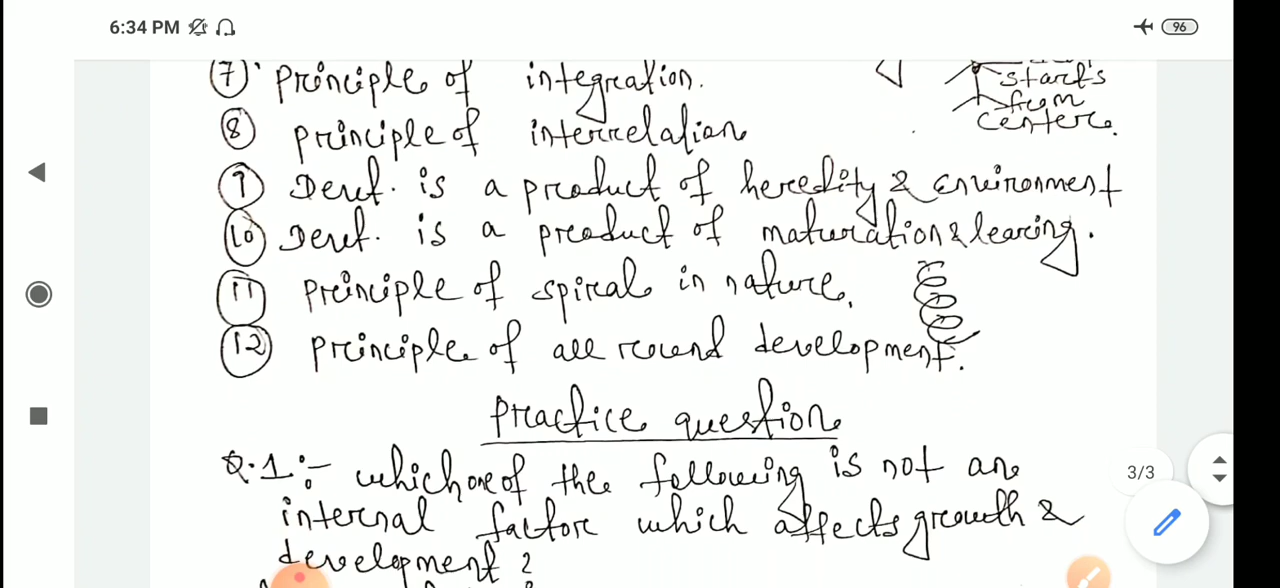 6:34 PM
96
(7) principle of integration.
starts
from
center.
(8) principle of interrelation
(9) Devt. is a product of heredity & environment
(10) Devt. is a product of maturation & learing.
(11) principle of spiral in nature.
(12) principle of all round development.
practice question
Q.1:- which one of the following is not an
internal factor which affects growth &
development?
3/3